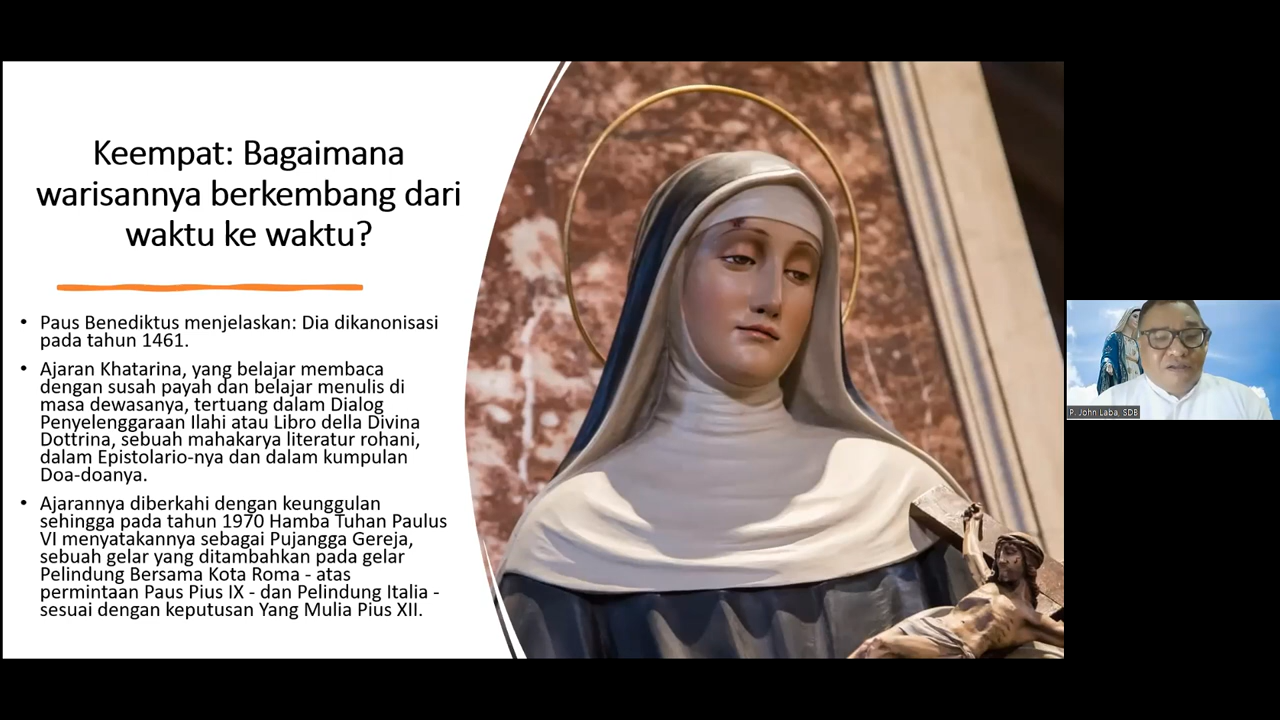 Keempat: Bagaimana
warisannya berkembang dari
waktu ke waktu?
• Paus Benediktus menjelaskan: Dia dikanonisasi
pada tahun 1461.
• Ajaran Khatarina, yang belajar membaca
dengan susah payah dan belajar menulis di
masa dewasanya, tertuang dalam Dialog
Penyelenggaraan Ilahi atau Libro della Divina
Dottrina, sebuah mahakarya literatur rohani,
dalam Epistolario-nya dan dalam kumpulan
Doa-doanya.
• Ajarannya diberkahi dengan keunggulan
sehingga pada tahun 1970 Hamba Tuhan Paulus
VI menyatakannya sebagai Pujangga Gereja,
sebuah gelar yang ditambahkan pada gelar
Pelindung Bersama Kota Roma - atas
permintaan Paus Pius IX - dan Pelindung Italia -
sesuai dengan keputusan Yang Mulia Pius XII.
P. John Laba, SDB